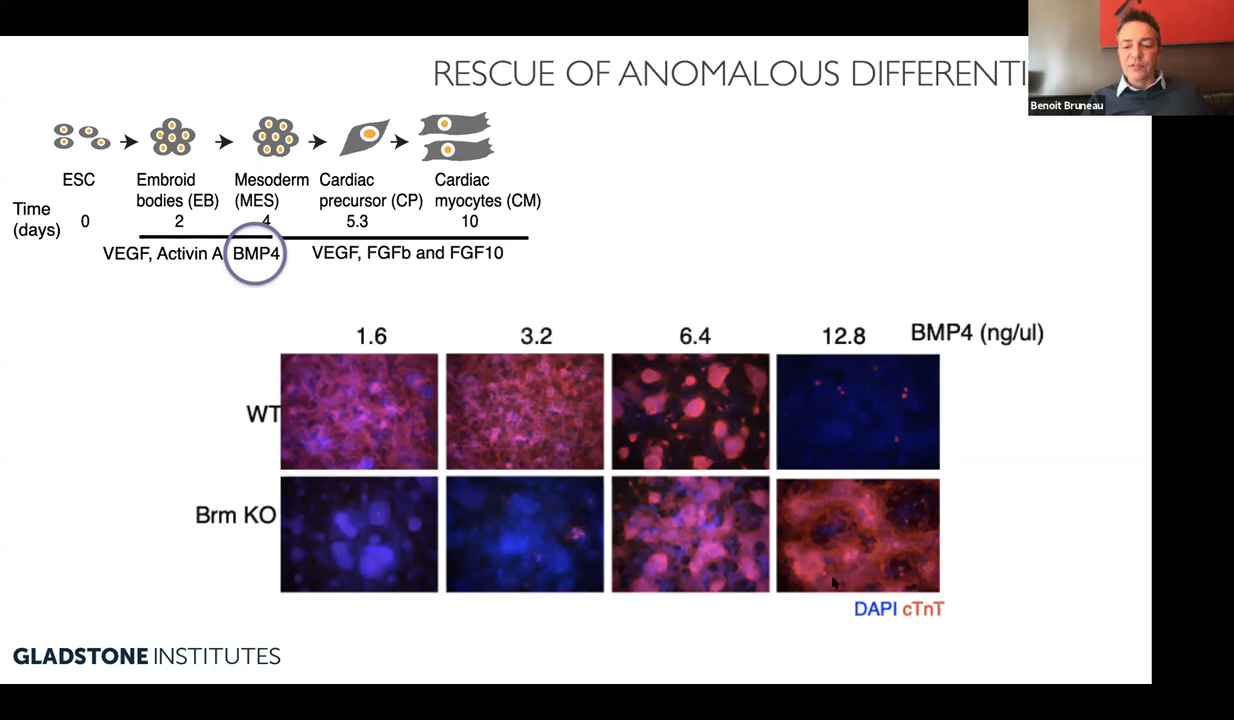 RESCUE OF ANOMALOUS DIFFERENTI
Benoit Bruneau
ESC
Embroid bodies (EB)
Mesoderm (MES)
Cardiac precursor (CP)
Cardiac myocytes (CM)
Time (days)
0
2
4
5.3
10
VEGF, Activin A
BMP4
VEGF, FGFb and FGF10
1.6
3.2
6.4
12.8
BMP4 (ng/ul)
WT
Brm KO
DAPI cTnT
GLADSTONE INSTITUTES